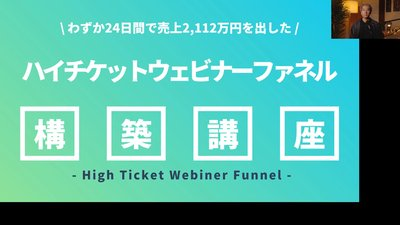 \ わずか24日間で売上2,112万円を出した /
ハイチケットウェビナーファネル
構築講座
- High Ticket Webiner Funnel -